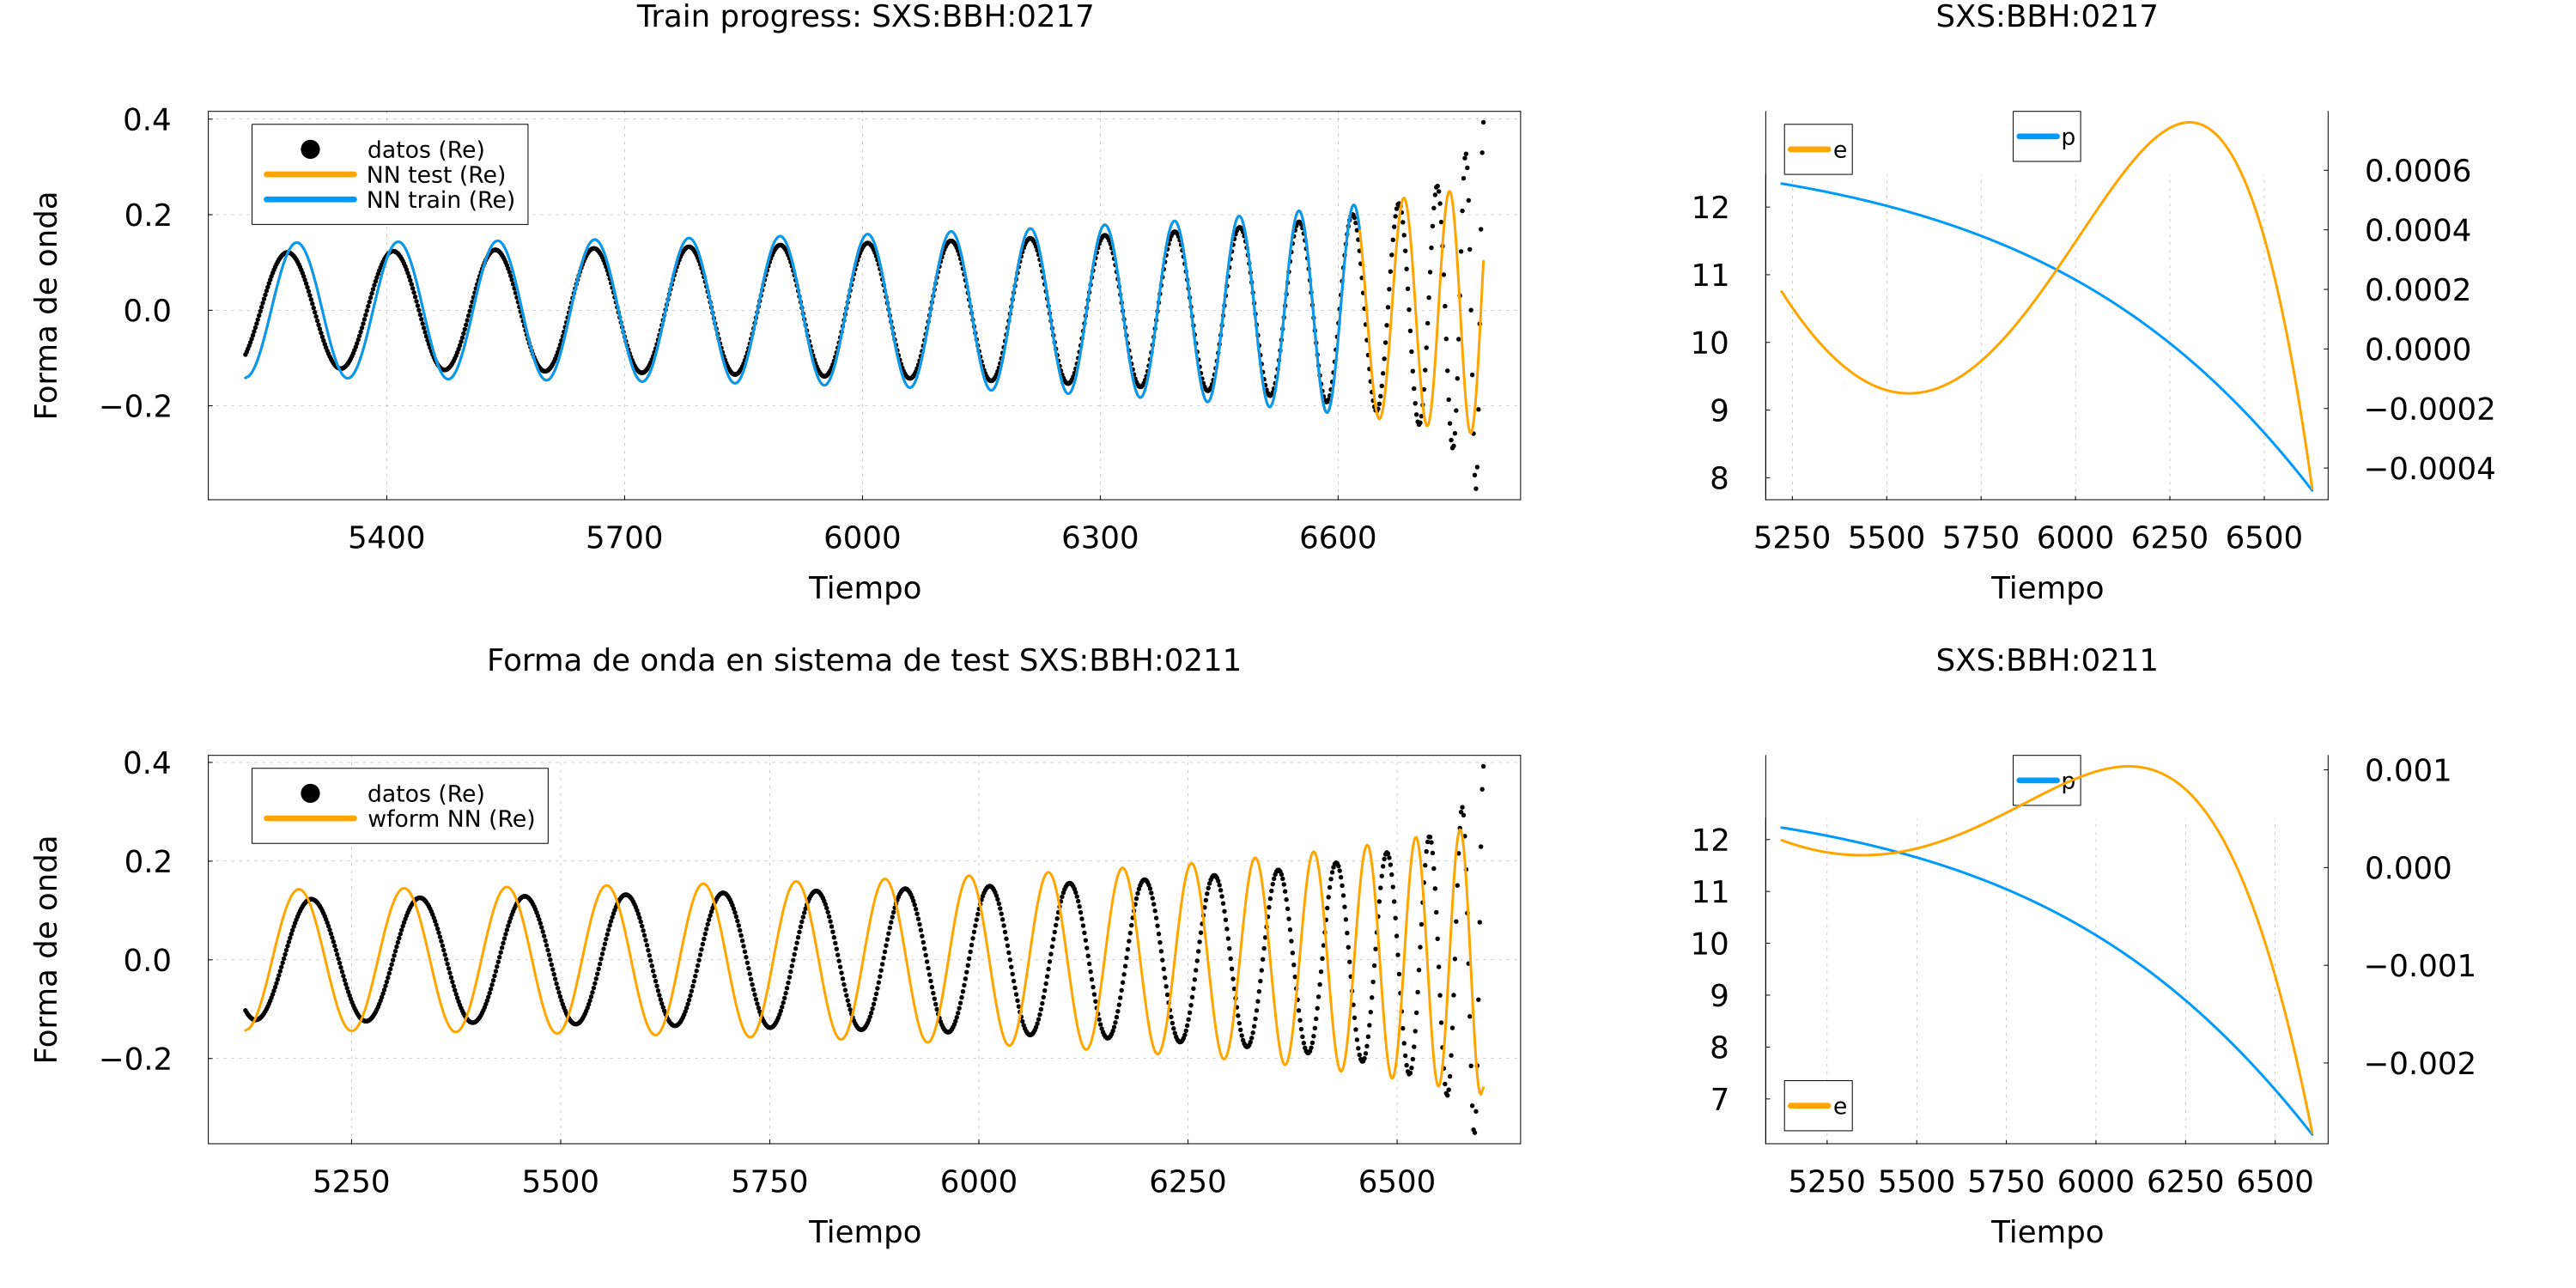 Train progress: SXS:BBH:0217
Forma de onda
0.4
0.2
0.0
−0.2
datos (Re)
NN test (Re)
NN train (Re)
5400 5700 6000 6300 6600
Tiempo
SXS:BBH:0217
12
11
10
9
8
e
p
0.0006
0.0004
0.0002
0.0000
−0.0002
−0.0004
5250 5500 5750 6000 6250 6500
Tiempo
Forma de onda en sistema de test SXS:BBH:0211
Forma de onda
0.4
0.2
0.0
−0.2
datos (Re)
wform NN (Re)
5250 5500 5750 6000 6250 6500
Tiempo
SXS:BBH:0211
12
11
10
9
8
7
p
e
0.001
0.000
−0.001
−0.002
5250 5500 5750 6000 6250 6500
Tiempo